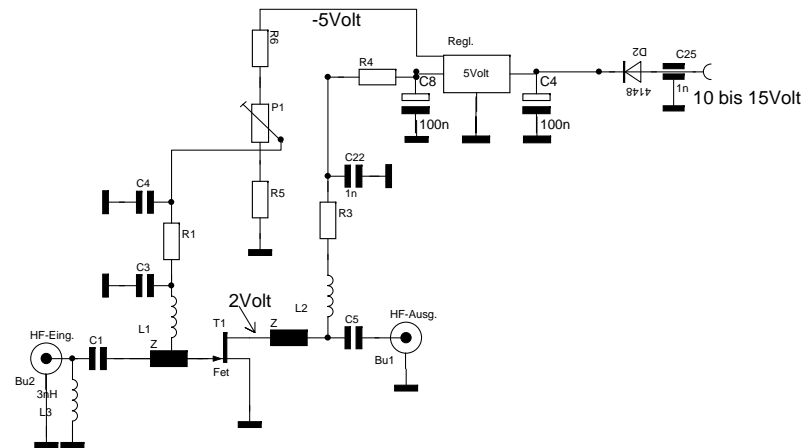 -5Volt
R6
Regl.
D2
C25
R4
5Volt
C8
C4
4148
1n
10 bis 15Volt
P1
100n
100n
C22
1n
C4
R5
R3
R1
C3
2Volt
L2
HF-Ausg.
L1
T1
C5
HF-Eing.
C1
Z
Z
Bu1
Fet
Bu2
3nH
L3